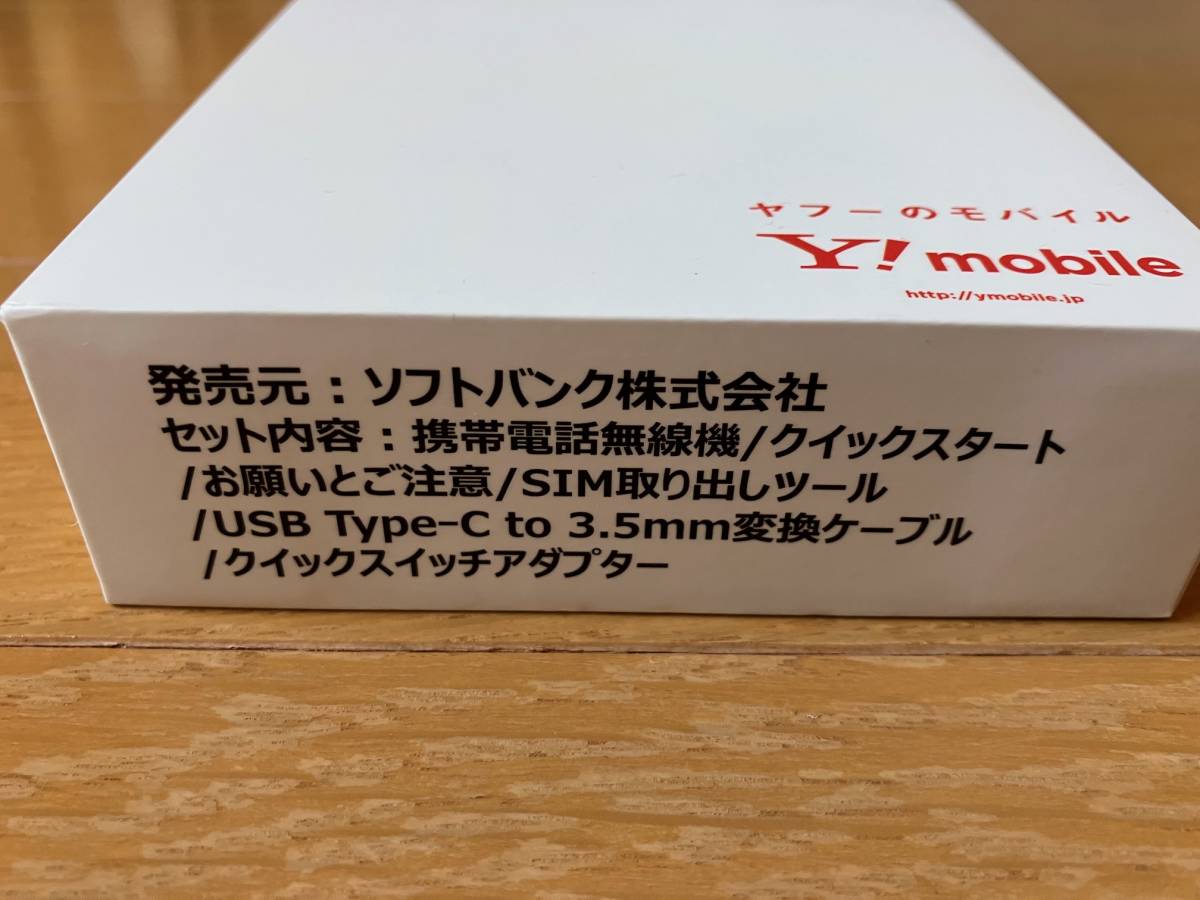 ヤフーのモバイル
Y! mobile
http://ymobile.jp
発売元:ソフトバンク株式会社
セット内容:携帯電話無線機/クイックスタート
/お願いとご注意/SIM取り出しツール
/USB Type-C to 3.5mm変換ケーブル
/クイックスイッチアダプター